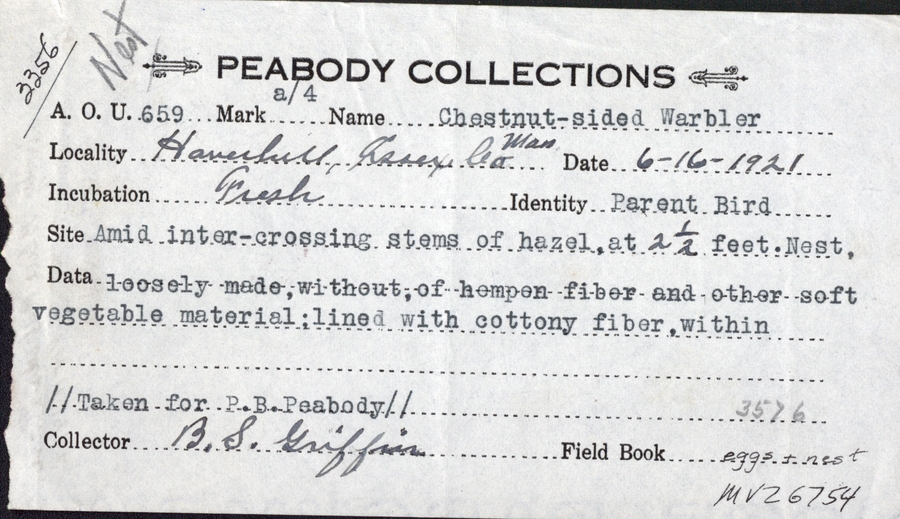 3356
Nest
PEABODY COLLECTIONS
A. O. U. 659 Mark a/4 Name Chestnut-sided Warbler
Locality Haverhill, Essex Co Mass. Date 6-16-1921
Incubation Fresh Identity Parent Bird
Site Amid inter-crossing stems of hazel, at 2 1/2 feet. Nest,
Data loosely made, without, of hempen fiber and other soft
vegetable material; lined with cottony fiber, within
//Taken for P.B.Peabody// 3576
Collector B. S. Griffin Field Book eggs + nest
MVZ 6754